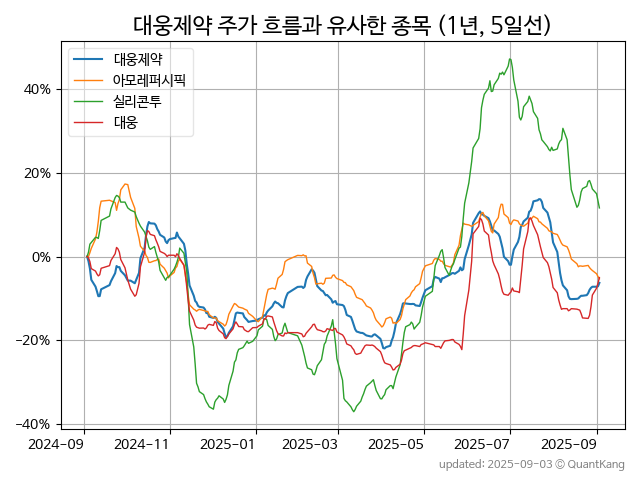 대웅제약 주가 흐름과 유사한 종목 (1년, 5일선)
대웅제약
아모레퍼시픽
실리콘투
대웅
40%
20%
0%
−20%
−40%
2024-09
2024-11
2025-01
2025-03
2025-05
2025-07
2025-09
updated: 2025-09-03 © QuantKang